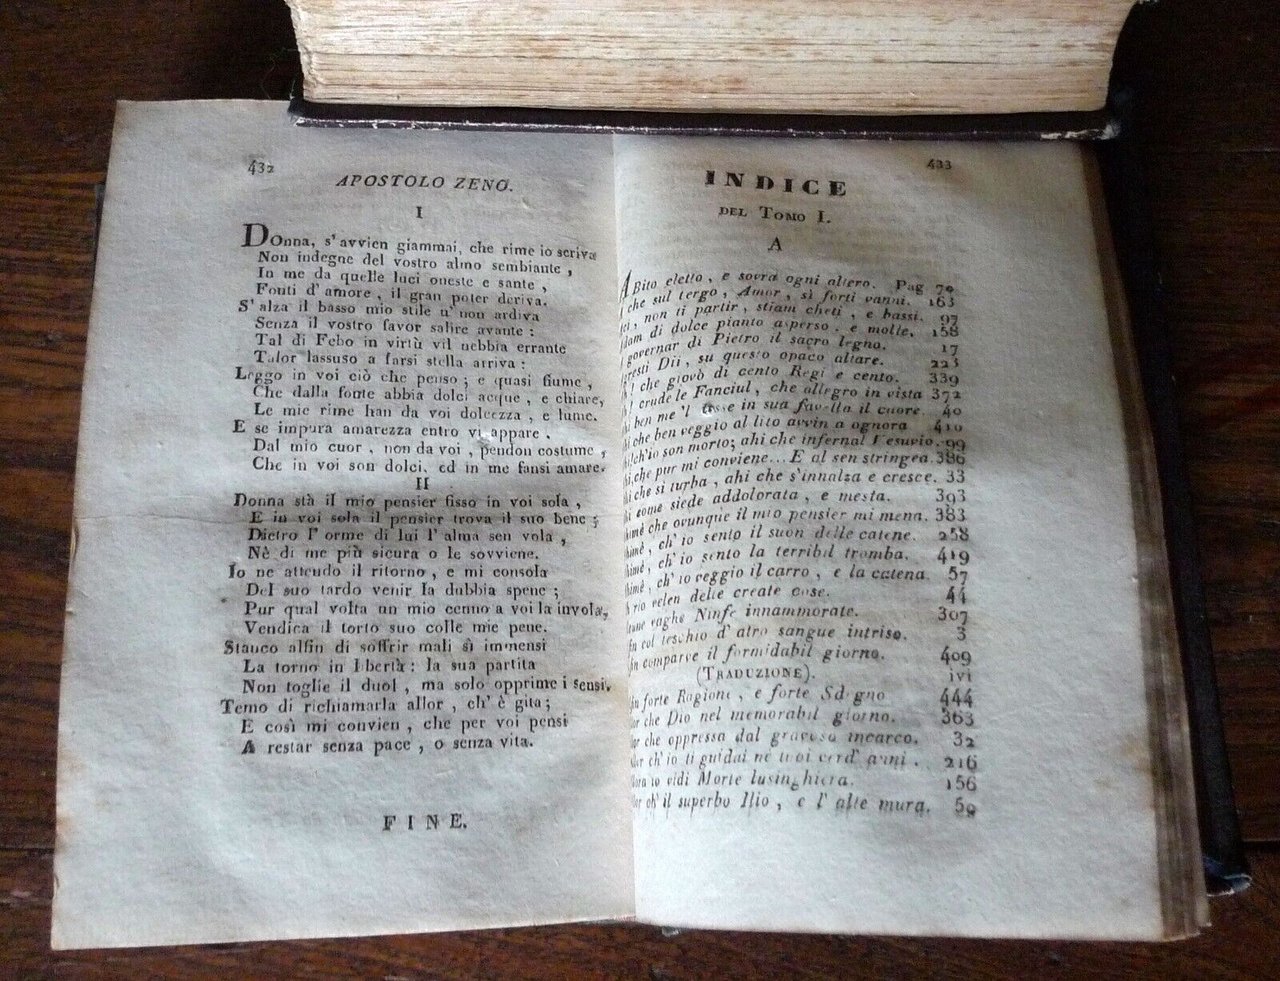 432
APOSTOLO ZENO.
I
Donna, s'avvien giammai, che rime io scriva
Non indegne del vostro almo sembiante,
In me da quelle luci oneste e sante,
Fonti d'amore, il gran poter deriva.
S'alza il basso mio stile u' non ardiva
Senza il vostro favor salire avante:
Tal di Febo in virtù vil nebbia errante
Talor lassuso a farsi stella arriva:
Leggo in voi ciò che penso; e quasi fiume,
Che dalla fonte abbia dolci acque, e chiare,
Le mie rime han da voi dolcezza, e lume.
E se impura amarezza entro vi appare,
Dal mio cuor, non da voi, prendon costume,
Che in voi son dolci, ed in me fansi amare.
II
Donna stà il mio pensier fisso in voi sola,
E in voi sola il pensier trova il suo bene;
Dietro l'orme di lui l'alma sen vola,
Nè di me più sicura o le sovviene.
Io ne attendo il ritorno, e mi consola
Del suo tardo venir la dubbia spene;
Pur qual volta un mio cenno a voi la invola,
Vendica il torto suo colle mie pene.
Stanco alfin di soffrir mali sì immensi
La torno in libertà: la sua partita
Non toglie il duol, ma solo opprime i sensi.
Temo di richiamarla allor, ch'è gita;
E così mi convien, che per voi pensi
A restar senza pace, o senza vita.
FINE.
433
INDICE
DEL TOMO I.
A
ABito eletto, e sovra ogni altero. Pag 70
che sul tergo, Amor, sì forti vanni. 163
non ti partir, stiam cheti, e bassi. 97
di dolce pianto asperso, e molle. 158
governar di Pietro il sacro legno. 17
Dii, su questo opaco altare. 223
che giovò di cento Regi e cento. 339
crudele Fanciul, che allegro in vista 372
ben me 'l disse in sua favella il cuore. 40
che ben veggio al lito avvin a ognora 410
ch'io son morto; ahi che infernal Vesuvio. 99
che pur mi conviene... E al sen stringea. 386
che si turba, ahi che s'innalza e cresce. 33
come siede addolorata, e mesta. 393
che ovunque il mio pensier mi mena. 383
ch'io sento il suon delle catene. 258
ch'io sento la terribil tromba. 419
ch'io veggio il carro, e la catena. 57
rio velen delle create cose. 44
vaghe Ninfe innammorate. 307
col teschio d'atro sangue intriso. 3
comparve il formidabil giorno. 409
(TRADUZIONE). ivi
forte Ragione, e forte Sdegno 444
che Dio nel memorabil giorno. 363
che oppressa dal gravoso incarco. 32
ch'io ti guidai ne tuoi verd' anni. 216
io vidi Morte lusinghiera. 156
ch'il superbo Ilio, e l'alte mura. 59